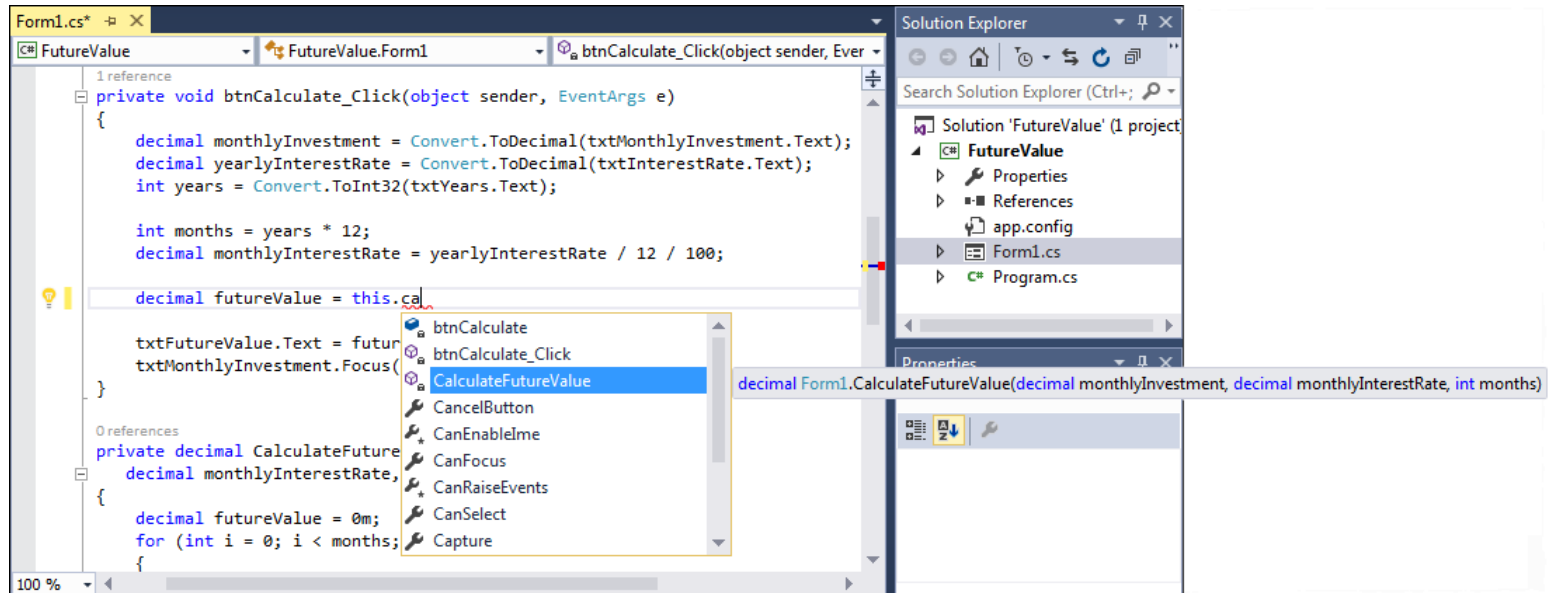 Form1.cs*
FutureValue
FutureValue.Form1
btnCalculate_Click(object sender, Ever
1 reference
private void btnCalculate_Click(object sender, EventArgs e)
{
decimal monthlyInvestment = Convert.ToDecimal(txtMonthlyInvestment.Text);
decimal yearlyInterestRate = Convert.ToDecimal(txtInterestRate.Text);
int years = Convert.ToInt32(txtYears.Text);
int months = years * 12;
decimal monthlyInterestRate = yearlyInterestRate / 12 / 100;
decimal futureValue = this.ca
txtFutureValue.Text = futur
txtMonthlyInvestment.Focus(
}
0 references
private decimal CalculateFuture
decimal monthlyInterestRate,
{
decimal futureValue = 0m;
for (int i = 0; i < months;
{
100 %
btnCalculate
btnCalculate_Click
CalculateFutureValue
CancelButton
CanEnableIme
CanFocus
CanRaiseEvents
CanSelect
Capture
decimal Form1.CalculateFutureValue(decimal monthlyInvestment, decimal monthlyInterestRate, int months)
Solution Explorer
Search Solution Explorer (Ctrl+;
Solution 'FutureValue' (1 project
C# FutureValue
Properties
References
app.config
Form1.cs
C# Program.cs
Properties